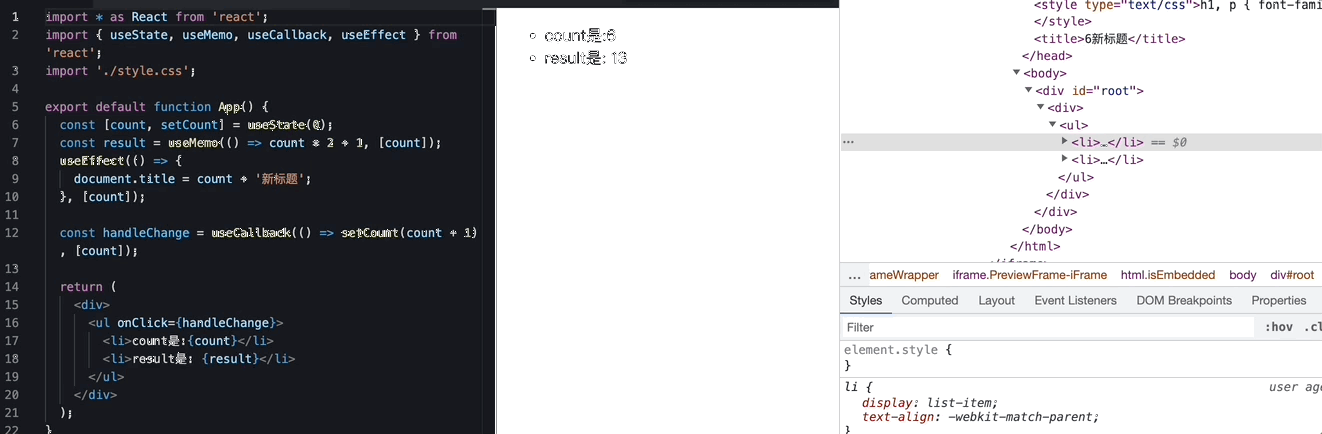 1 import * as React from 'react';
2 import { useState, useMemo, useCallback, useEffect } from
'react';
3 import './style.css';
4
5 export default function App() {
6 const [count, setCount] = useState(0);
7 const result = useMemo(() => count * 2 + 1, [count]);
8 useEffect(() => {
9 document.title = count + '新标题';
10 }, [count]);
11
12 const handleChange = useCallback(() => setCount(count + 1)
, [count]);
13
14 return (
15 <div>
16 <ul onClick={handleChange}>
17 <li>count是:{count}</li>
18 <li>result是: {result}</li>
19 </ul>
20 </div>
21 );
22 }
count是:6
result是: 13
<style type="text/css">h1, p { font-fami
</style>
<title>6新标题</title>
</head>
<body>
<div id="root">
<div>
<ul>
… <li>…</li> == $0
<li>…</li>
</ul>
</div>
</div>
</body>
</html>
… ameWrapper iframe.PreviewFrame-iFrame html.isEmbedded body div#root
Styles Computed Layout Event Listeners DOM Breakpoints Properties
Filter :hov .cl
element.style {
}
li { user age
display: list-item;
text-align: -webkit-match-parent;
}